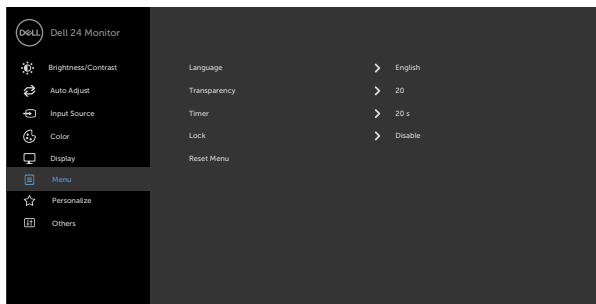 DELL Dell 24 Monitor
Brightness/Contrast
Auto Adjust
Input Source
Color
Display
Menu
Personalize
Others
Language English
Transparency 20
Timer 20 s
Lock Disable
Reset Menu